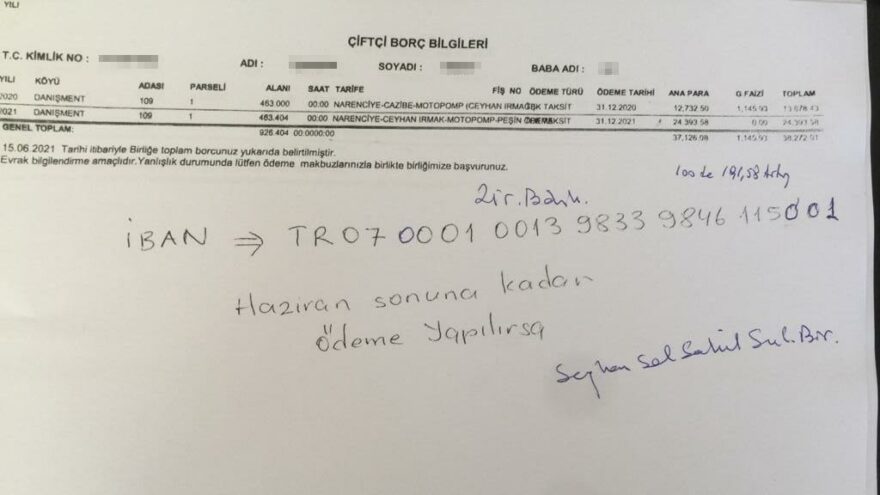 YILI
ÇİFTÇİ BORÇ BİLGİLERİ
T.C. KİMLİK NO : ADI : SOYADI : BABA ADI :
YILI KÖYÜ ADASI PARSELİ ALANI SAAT TARİFE FİŞ NO ÖDEME TÜRÜ ÖDEME TARİHİ ANA PARA G.FAİZİ TOPLAM
2020 DANIŞMENT 109 1 463.000 00:00 NARENCİYE-CAZİBE-MOTOPOMP (CEYHAN TAKSİT 31.12.2020 12,732.50 1,145.93
2021 DANIŞMENT 109 1 463.404 00:00 NARENCİYE-CEYHAN IRMAK-MOTOPOMP-PEŞİN 31.12.2021 24.393.58 0.00 24.393.58
GENEL TOPLAM: 926.404 00:0000:00 37,126.08 1,145.93 38,272.01
15.06.2021 Tarihi itibariyle Birliğe toplam borcunuz yukarıda belirtilmiştir.
Evrak bilgilendirme amaçlıdır.Yanlışlık durumunda lütfen ödeme makbuzlarınızla birlikte birliğimize başvurunuz.
100 de 191,58
Zir. Bank.
İBAN ⇒ TR07 0001 0013 9833 9846 115001
Haziran sonuna kadar
ödeme yapılırsa
Seyhan Sol Sahil Sul. Bir.